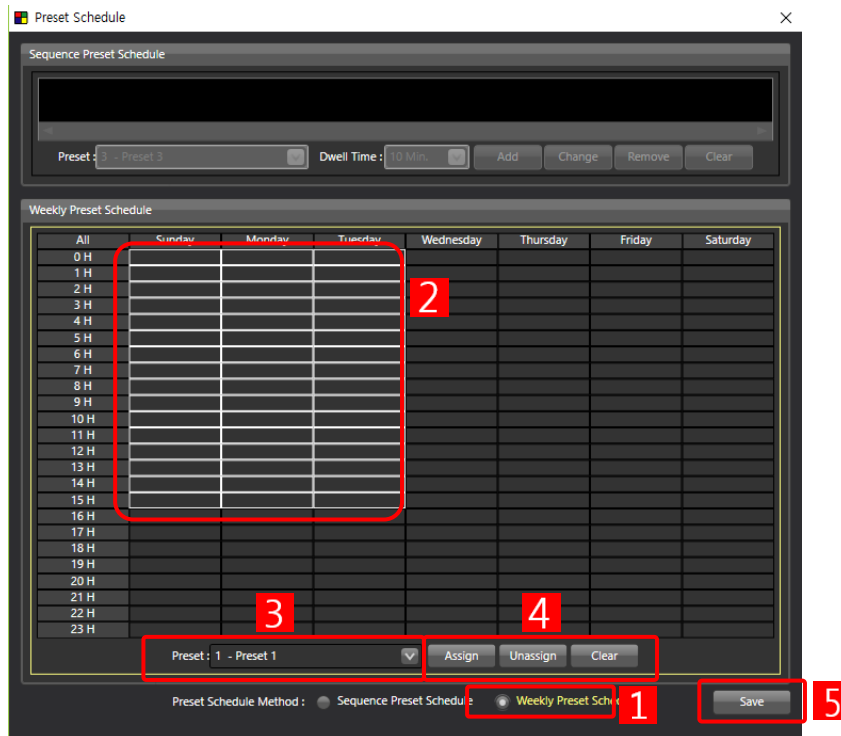 Preset Schedule
Sequence Preset Schedule
Preset : 3 - Preset 3 Dwell Time : 10 Min. Add Change Remove Clear
Weekly Preset Schedule
All Sunday Monday Tuesday Wednesday Thursday Friday Saturday
0 H
1 H
2 H
2
3 H
4 H
5 H
6 H
7 H
8 H
9 H
10 H
11 H
12 H
13 H
14 H
15 H
16 H
17 H
18 H
19 H
20 H
21 H
22 H
23 H
3 4
Preset : 1 - Preset 1 Assign Unassign Clear
Preset Schedule Method : Sequence Preset Schedule Weekly Preset 1 Save 5